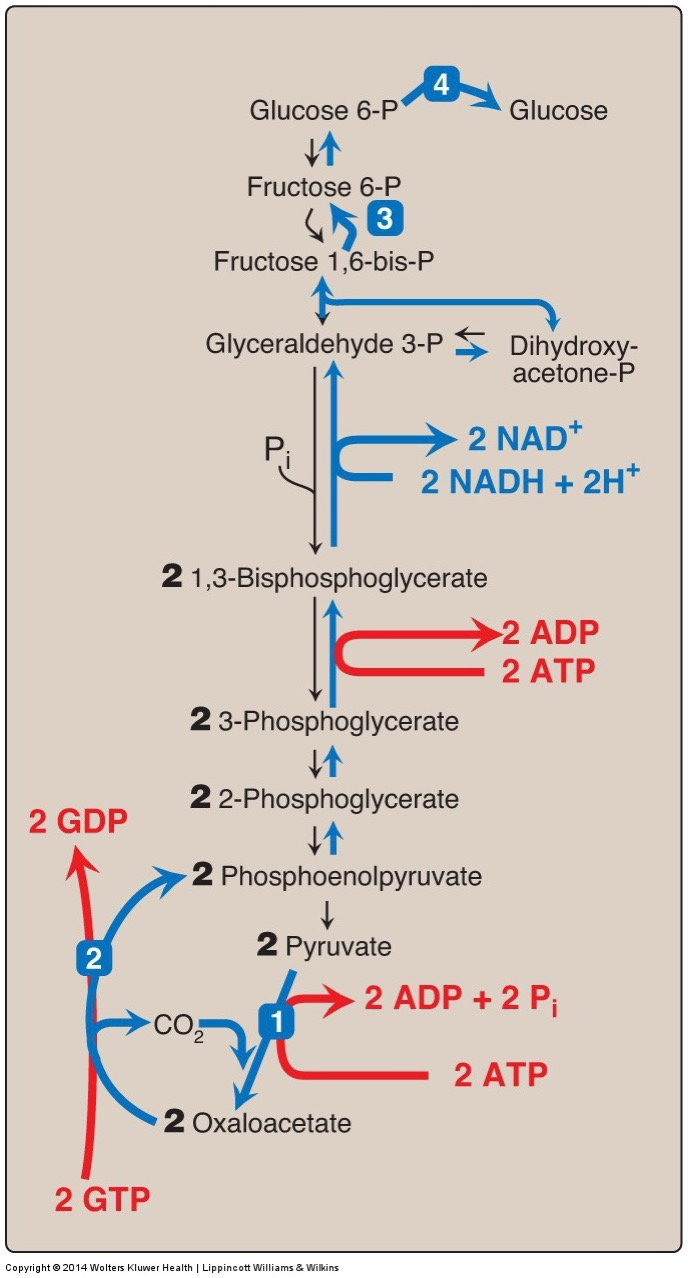 4
Glucose 6-P
Glucose
Fructose 6-P
3
Fructose 1,6-bis-P
Glyceraldehyde 3-P
Dihydroxy-
acetone-P
2 NAD⁺
Pᵢ
2 NADH + 2H⁺
2 1,3-Bisphosphoglycerate
2 ADP
2 ATP
2 3-Phosphoglycerate
2 2-Phosphoglycerate
2 GDP
2 Phosphoenolpyruvate
2 Pyruvate
2
2 ADP + 2 Pᵢ
1
CO₂
2 ATP
2 Oxaloacetate
2 GTP
Copyright © 2014 Wolters Kluwer Health | Lippincott Williams & Wilkins